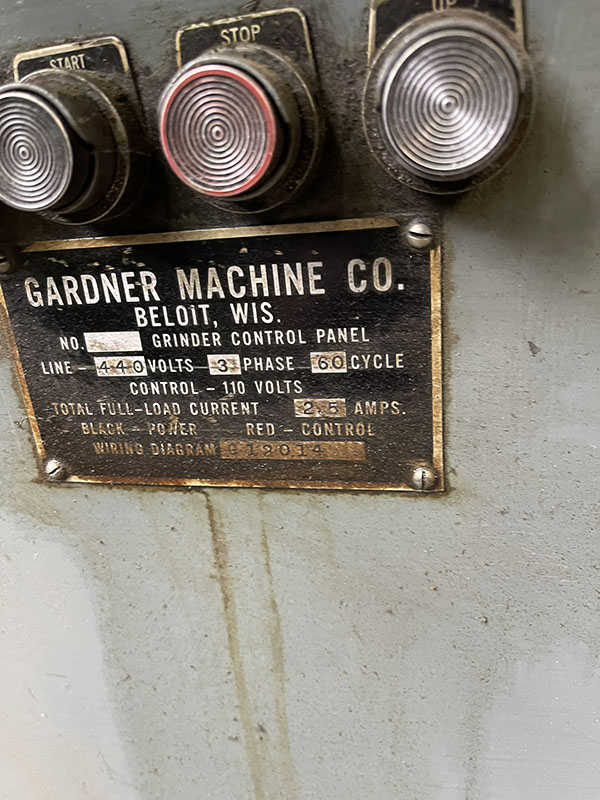 START
STOP
UP
GARDNER MACHINE CO.
BELOIT, WIS.
NO. GRINDER CONTROL PANEL
LINE - 440 VOLTS 3 PHASE 60 CYCLE
CONTROL - 110 VOLTS
TOTAL FULL-LOAD CURRENT 2.5 AMPS.
BLACK - POWER RED - CONTROL
WIRING DIAGRAM